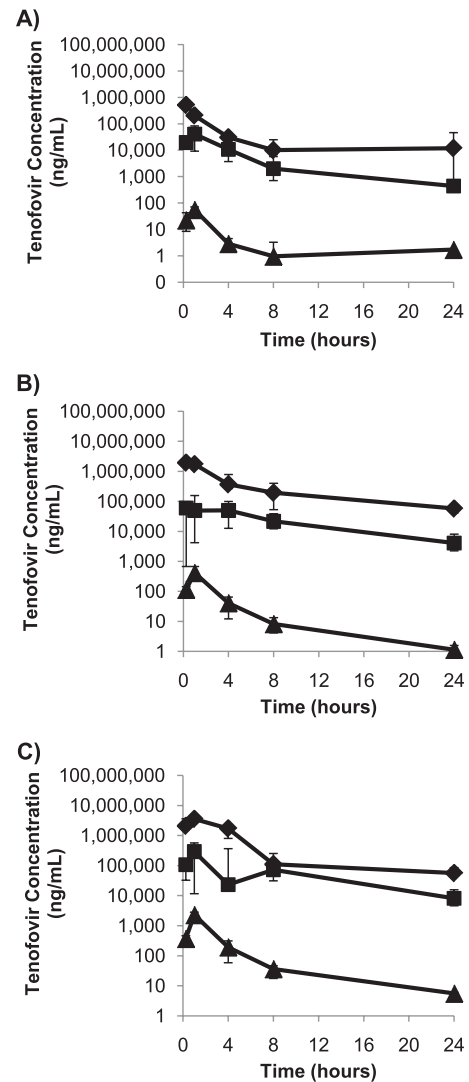 A)
Tenofovir Concentration
(ng/mL)
100,000,000
10,000,000
1,000,000
100,000
10,000
1,000
100
10
1
0
0 4 8 12 16 20 24
Time (hours)
B)
Tenofovir Concentration
(ng/mL)
100,000,000
10,000,000
1,000,000
100,000
10,000
1,000
100
10
1
0 4 8 12 16 20 24
Time (hours)
C)
Tenofovir Concentration
(ng/mL)
100,000,000
10,000,000
1,000,000
100,000
10,000
1,000
100
10
1
0 4 8 12 16 20 24
Time (hours)